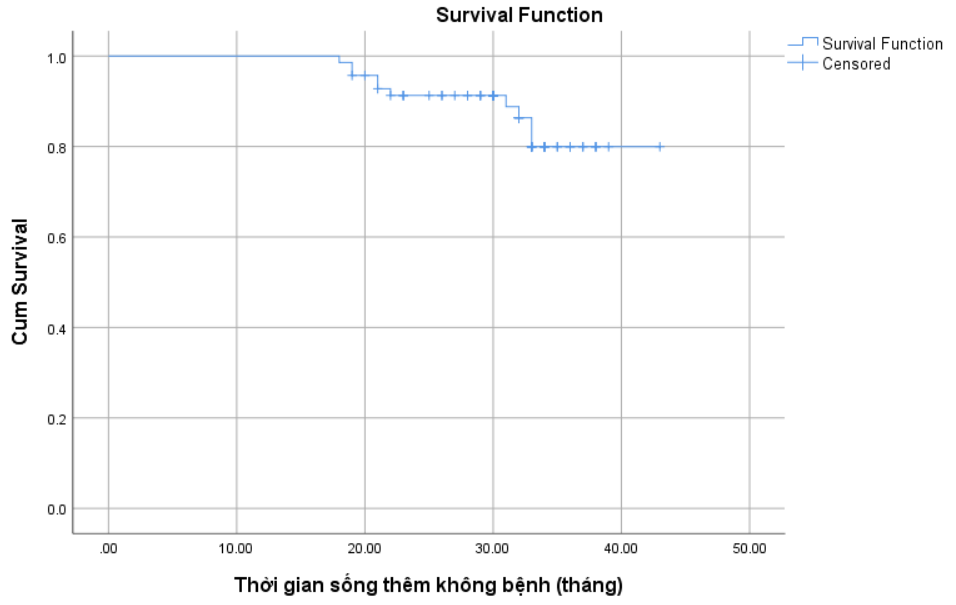 Survival Function
Survival Function
Censored
1.0
0.8
0.6
0.4
0.2
0.0
Cum Survival
.00 10.00 20.00 30.00 40.00 50.00
Thời gian sống thêm không bệnh (tháng)